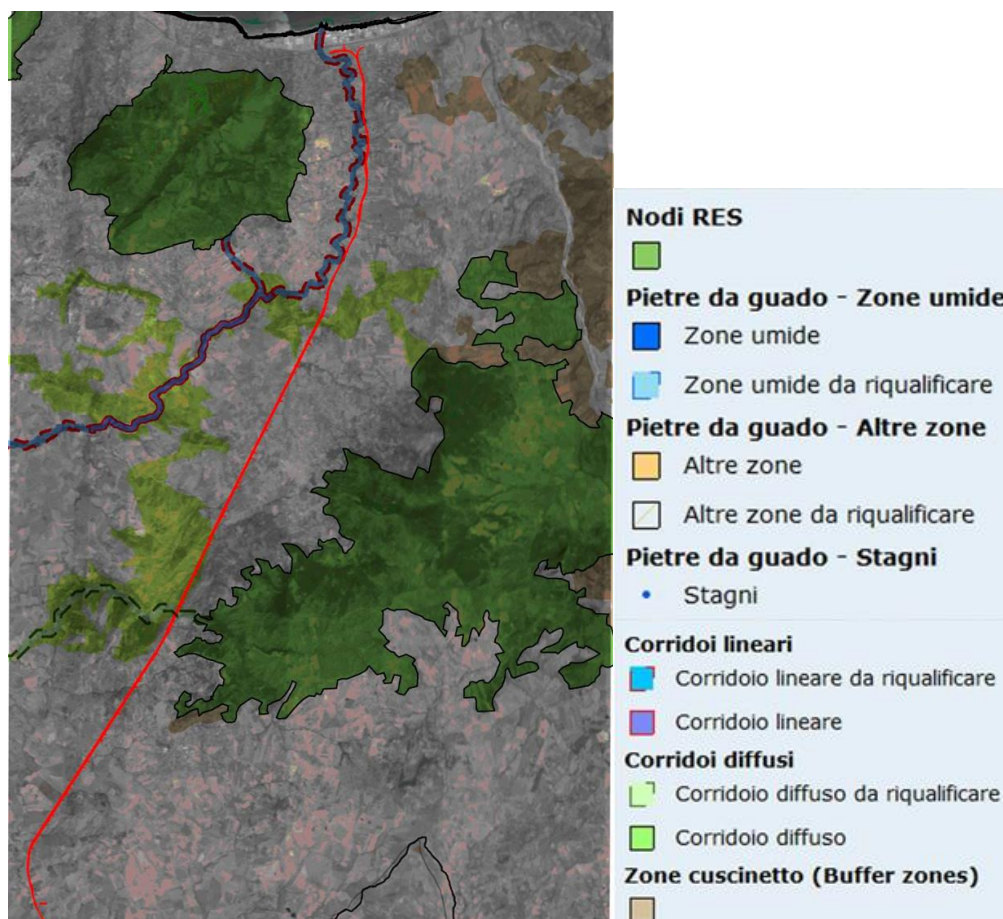 Nodi RES
Pietre da guado - Zone umide
Zone umide
Zone umide da riqualificare
Pietre da guado - Altre zone
Altre zone
Altre zone da riqualificare
Pietre da guado - Stagni
Stagni
Corridoi lineari
Corridoio lineare da riqualificare
Corridoio lineare
Corridoi diffusi
Corridoio diffuso da riqualificare
Corridoio diffuso
Zone cuscinetto (Buffer zones)